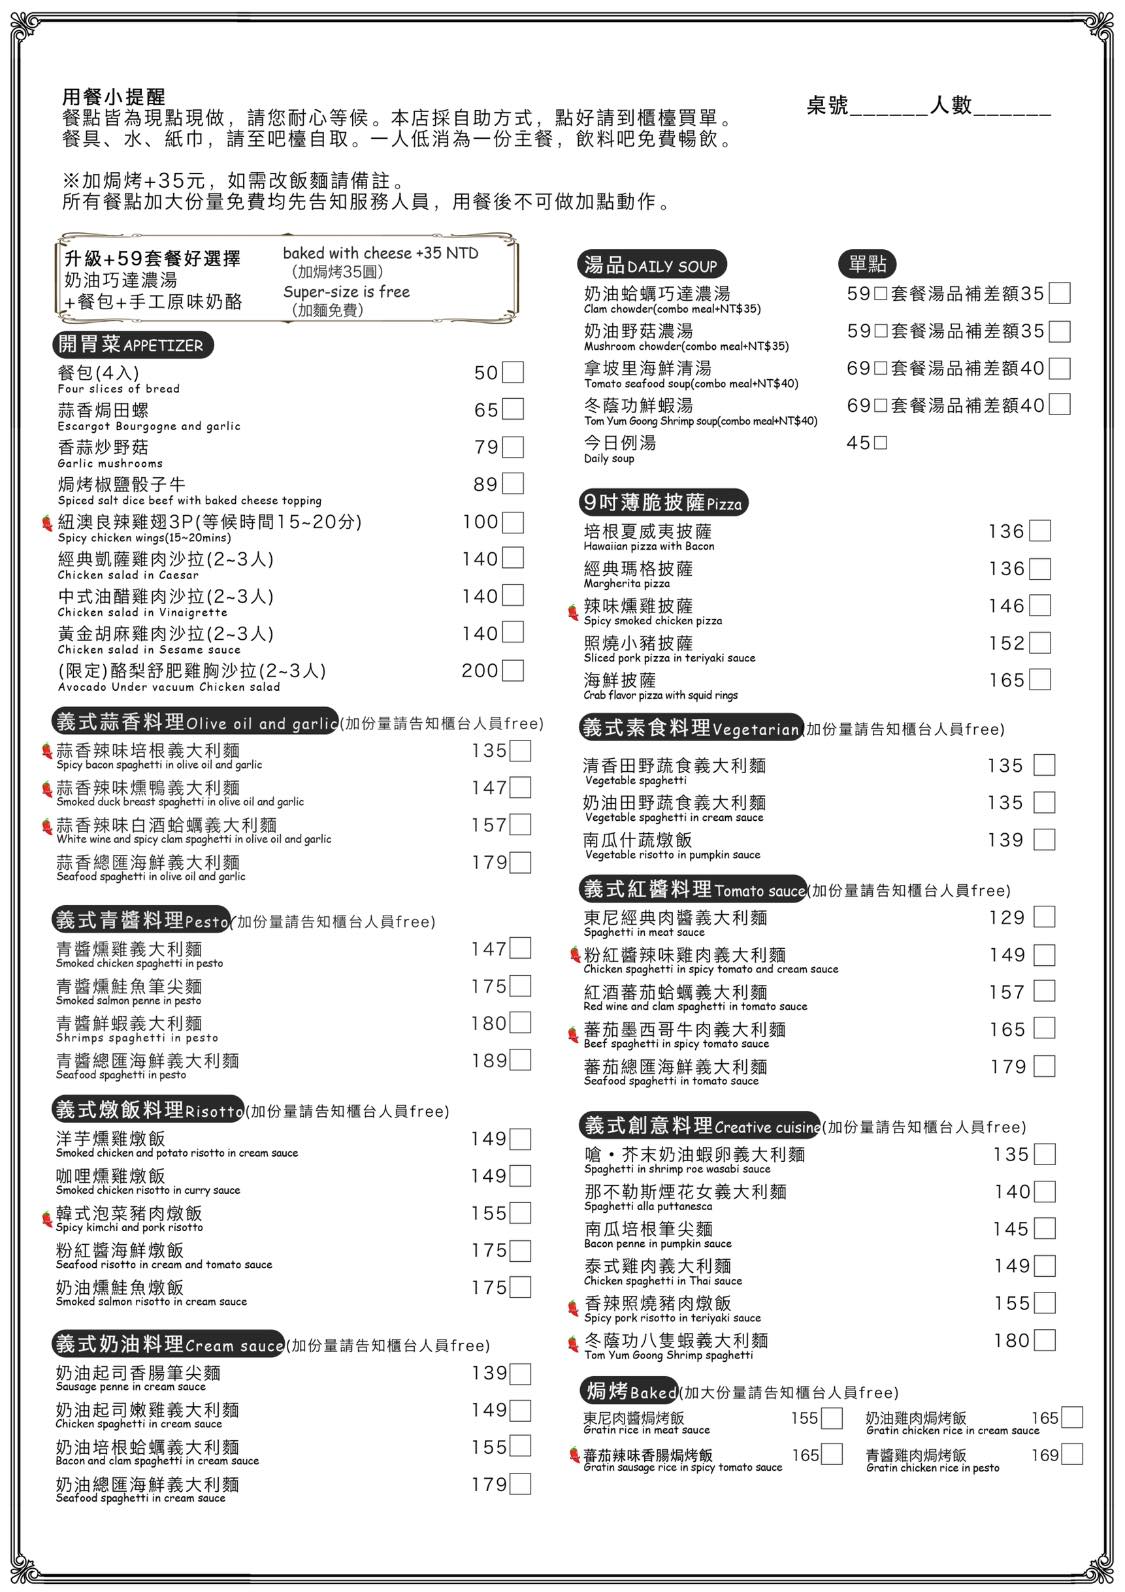 用餐小提醒
餐點皆為現點現做，請您耐心等候。本店採自助方式，點好請到櫃檯買單。
餐具、水、紙巾，請至吧檯自取。一人低消為一份主餐，飲料吧免費暢飲。
※加焗烤+35元，如需改飯麵請備註。
所有餐點加大份量免費均先告知服務人員，用餐後不可做加點動作。
桌號______人數______
升級+59套餐好選擇
奶油巧達濃湯
+餐包+手工原味奶酪
baked with cheese +35 NTD
（加焗烤35圓）
Super-size is free
（加麵免費）
開胃菜APPETIZER
餐包(4入) 50
Four slices of bread
蒜香焗田螺 65
Escargot Bourgogne and garlic
香蒜炒野菇 79
Garlic mushrooms
焗烤椒鹽骰子牛 89
Spiced salt dice beef with baked cheese topping
紐澳良辣雞翅3P(等候時間15~20分) 100
Spicy chicken wings(15~20mins)
經典凱薩雞肉沙拉(2~3人) 140
Chicken salad in Caesar
中式油醋雞肉沙拉(2~3人) 140
Chicken salad in Vinaigrette
黃金胡麻雞肉沙拉(2~3人) 140
Chicken salad in Sesame sauce
(限定)酪梨舒肥雞胸沙拉(2~3人) 200
Avocado Under vacuum Chicken salad
義式蒜香料理Olive oil and garlic(加份量請告知櫃台人員free)
蒜香辣味培根義大利麵 135
Spicy bacon spaghetti in olive oil and garlic
蒜香辣味燻鴨義大利麵 147
Smoked duck breast spaghetti in olive oil and garlic
蒜香辣味白酒蛤蠣義大利麵 157
White wine and spicy clam spaghetti in olive oil and garlic
蒜香總匯海鮮義大利麵 179
Seafood spaghetti in olive oil and garlic
義式青醬料理Pesto(加份量請告知櫃台人員free)
青醬燻雞義大利麵 147
Smoked chicken spaghetti in pesto
青醬燻鮭魚筆尖麵 175
Smoked salmon penne in pesto
青醬鮮蝦義大利麵 180
Shrimps spaghetti in pesto
青醬總匯海鮮義大利麵 189
Seafood spaghetti in pesto
義式燉飯料理Risotto(加份量請告知櫃台人員free)
洋芋燻雞燉飯 149
Smoked chicken and potato risotto in cream sauce
咖哩燻雞燉飯 149
Smoked chicken risotto in curry sauce
韓式泡菜豬肉燉飯 155
Spicy kimchi and pork risotto
粉紅醬海鮮燉飯 175
Seafood risotto in cream and tomato sauce
奶油燻鮭魚燉飯 175
Smoked salmon risotto in cream sauce
義式奶油料理Cream sauce(加份量請告知櫃台人員free)
奶油起司香腸筆尖麵 139
Sausage penne in cream sauce
奶油起司嫩雞義大利麵 149
Chicken spaghetti in cream sauce
奶油培根蛤蠣義大利麵 155
Bacon and clam spaghetti in cream sauce
奶油總匯海鮮義大利麵 179
Seafood spaghetti in cream sauce
湯品DAILY SOUP 單點
奶油蛤蠣巧達濃湯 59□套餐湯品補差額35
Clam chowder(combo meal+NT$35)
奶油野菇濃湯 59□套餐湯品補差額35
Mushroom chowder(combo meal+NT$35)
拿坡里海鮮清湯 69□套餐湯品補差額40
Tomato seafood soup(combo meal+NT$40)
冬蔭功鮮蝦湯 69□套餐湯品補差額40
Tom Yum Goong Shrimp soup(combo meal+NT$40)
今日例湯 45□
Daily soup
9吋薄脆披薩Pizza
培根夏威夷披薩 136
Hawaiian pizza with Bacon
經典瑪格披薩 136
Margherita pizza
辣味燻雞披薩 146
Spicy smoked chicken pizza
照燒小豬披薩 152
Sliced pork pizza in teriyaki sauce
海鮮披薩 165
Crab flavor pizza with squid rings
義式素食料理Vegetarian(加份量請告知櫃台人員free)
清香田野蔬食義大利麵 135
Vegetable spaghetti
奶油田野蔬食義大利麵 135
Vegetable spaghetti in cream sauce
南瓜什蔬燉飯 139
Vegetable risotto in pumpkin sauce
義式紅醬料理Tomato sauce(加份量請告知櫃台人員free)
東尼經典肉醬義大利麵 129
Spaghetti in meat sauce
粉紅醬辣味雞肉義大利麵 149
Chicken spaghetti in spicy tomato and cream sauce
紅酒蕃茄蛤蠣義大利麵 157
Red wine and clam spaghetti in tomato sauce
蕃茄墨西哥牛肉義大利麵 165
Beef spaghetti in spicy tomato sauce
蕃茄總匯海鮮義大利麵 179
Seafood spaghetti in tomato sauce
義式創意料理Creative cuisine(加份量請告知櫃台人員free)
嗆・芥末奶油蝦卵義大利麵 135
Spaghetti in shrimp roe wasabi sauce
那不勒斯煙花女義大利麵 140
Spaghetti alla puttanesca
南瓜培根筆尖麵 145
Bacon penne in pumpkin sauce
泰式雞肉義大利麵 149
Chicken spaghetti in Thai sauce
香辣照燒豬肉燉飯 155
Spicy pork risotto in teriyaki sauce
冬蔭功八隻蝦義大利麵 180
Tom Yum Goong Shrimp spaghetti
焗烤Baked(加大份量請告知櫃台人員free)
東尼肉醬焗烤飯 155 奶油雞肉焗烤飯 165
Gratin rice in meat sauce Gratin chicken rice in cream sauce
蕃茄辣味香腸焗烤飯 165 青醬雞肉焗烤飯 169
Gratin sausage rice in spicy tomato sauce Gratin chicken rice in pesto